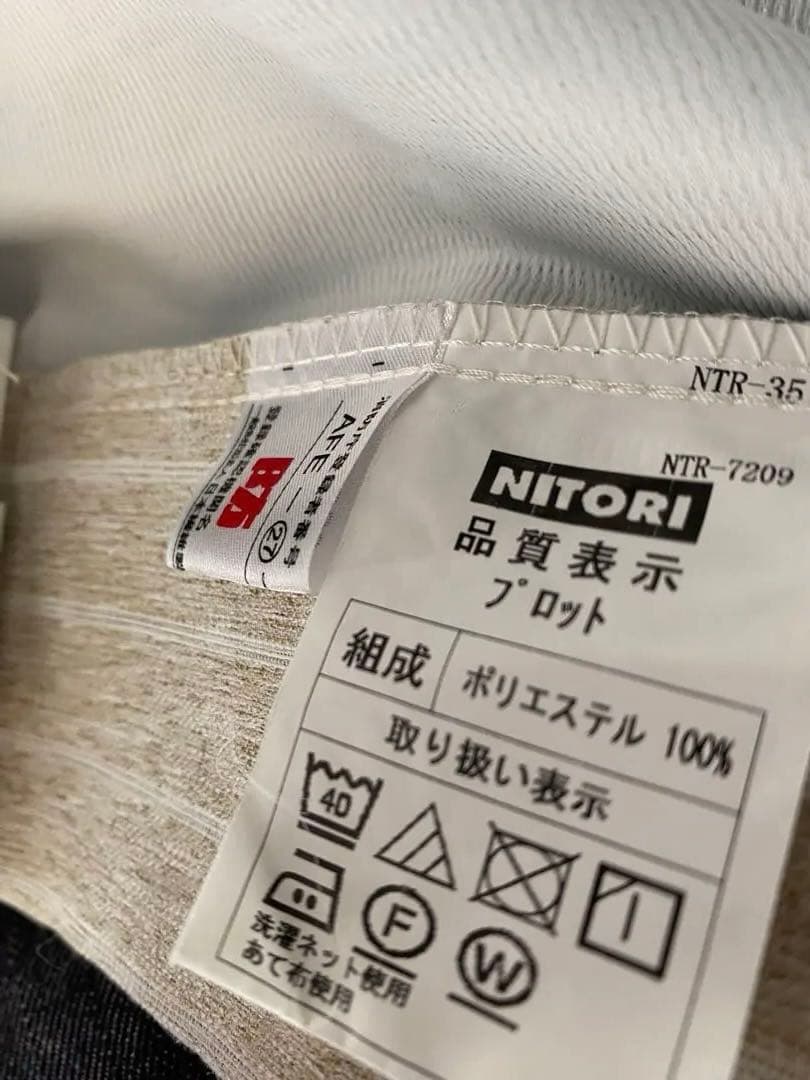 NTR-35
NTR-7209
NITORI
品質表示
プロット
組成
ポリエステル 100%
取り扱い表示
40
F
W
洗濯ネット使用
あて布使用
AFE-㉗-